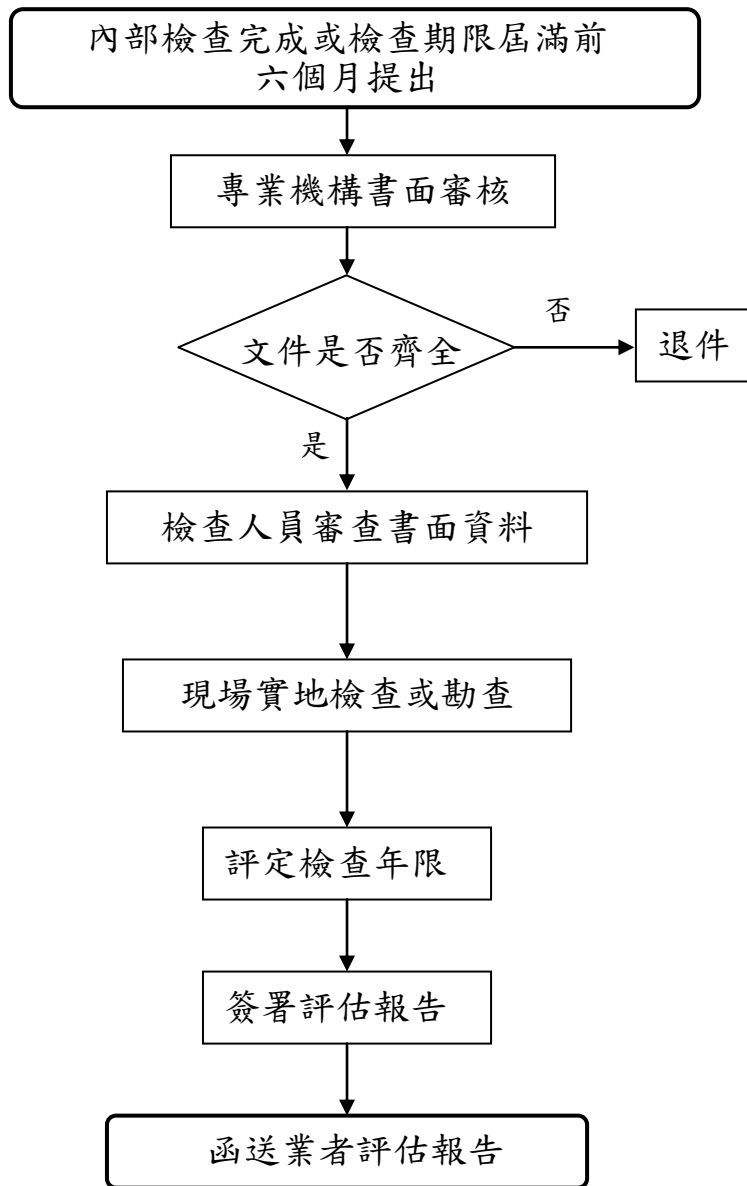 內部檢查完成或檢查期限屆滿前
六個月提出
專業機構書面審核
文件是否齊全
否
退件
是
檢查人員審查書面資料
現場實地檢查或勘查
評定檢查年限
簽署評估報告
函送業者評估報告